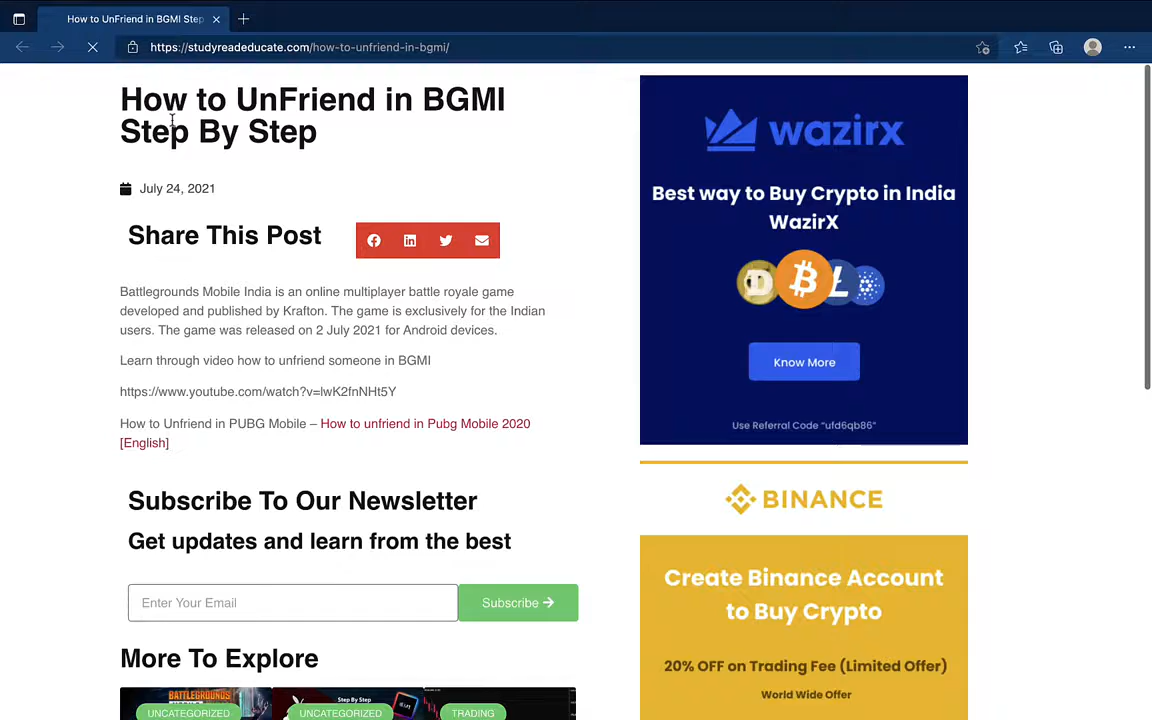 How to UnFriend in BGMI Step
https://studyreadeducate.com/how-to-unfriend-in-bgmi/
How to UnFriend in BGMI
Step By Step
July 24, 2021
Share This Post
Battlegrounds Mobile India is an online multiplayer battle royale game
developed and published by Krafton. The game is exclusively for the Indian
users. The game was released on 2 July 2021 for Android devices.
Learn through video how to unfriend someone in BGMI
https://www.youtube.com/watch?v=lwK2fnNHt5Y
How to Unfriend in PUBG Mobile – How to unfriend in Pubg Mobile 2020
[English]
Subscribe To Our Newsletter
Get updates and learn from the best
Enter Your Email
Subscribe
More To Explore
BATTLEGROUNDS
Step By Step
UNCATEGORIZED
UNCATEGORIZED
TRADING
wazirx
Best way to Buy Crypto in India
WazirX
Know More
Use Referral Code "ufd6qb86"
BINANCE
Create Binance Account
to Buy Crypto
20% OFF on Trading Fee (Limited Offer)
World Wide Offer